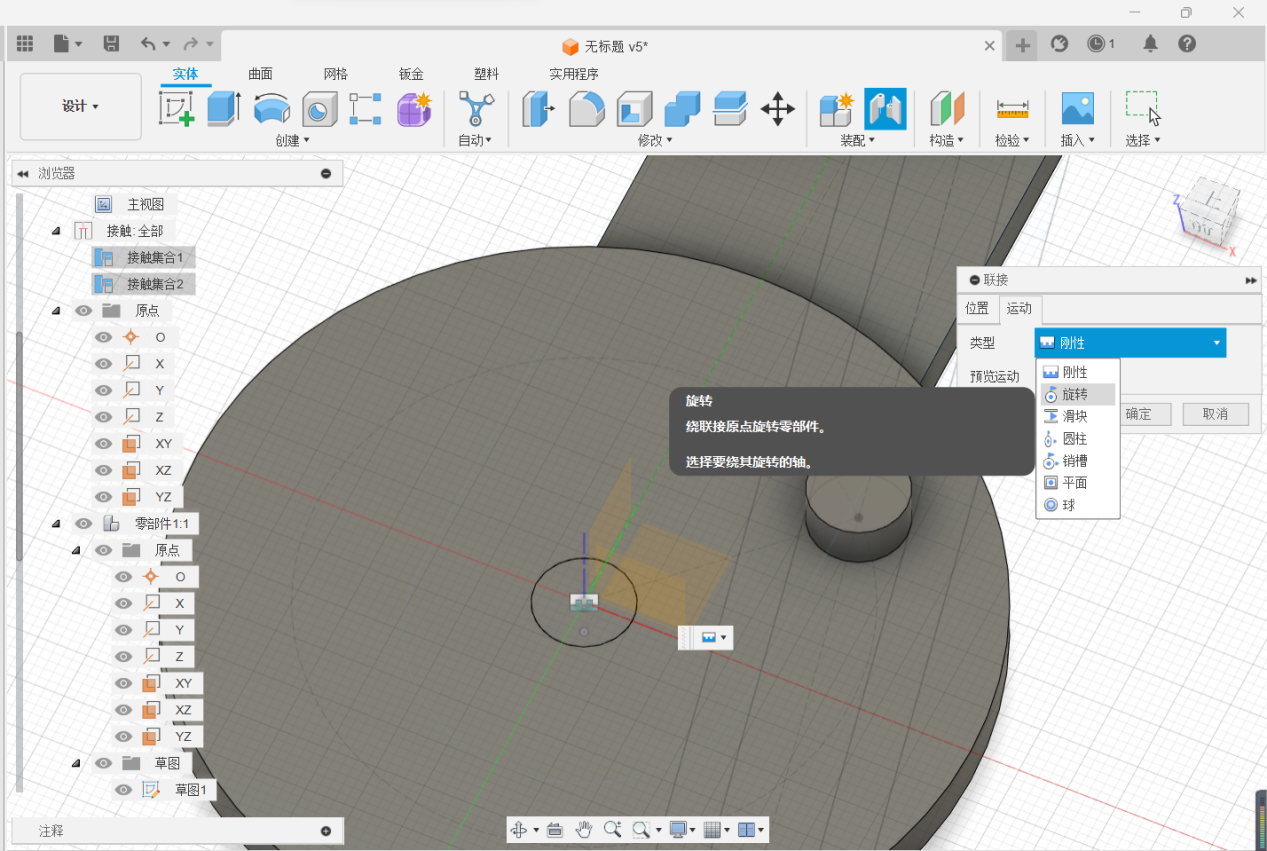 无标题 v5*
1
实体 曲面 网格 钣金 塑料 实用程序
设计
创建 自动 修改 装配 构造 检验 插入 选择
浏览器
主视图
接触: 全部
接触集合1
接触集合2
原点
O
X
Y
Z
XY
XZ
YZ
零部件1:1
原点
O
X
Y
Z
XY
XZ
YZ
草图
草图1
注释
Z
X
联接
位置 运动
类型 刚性
预览运动
刚性
旋转
滑块
圆柱
销槽
平面
球
确定 取消
旋转
绕联接原点旋转零部件。
选择要绕其旋转的轴。